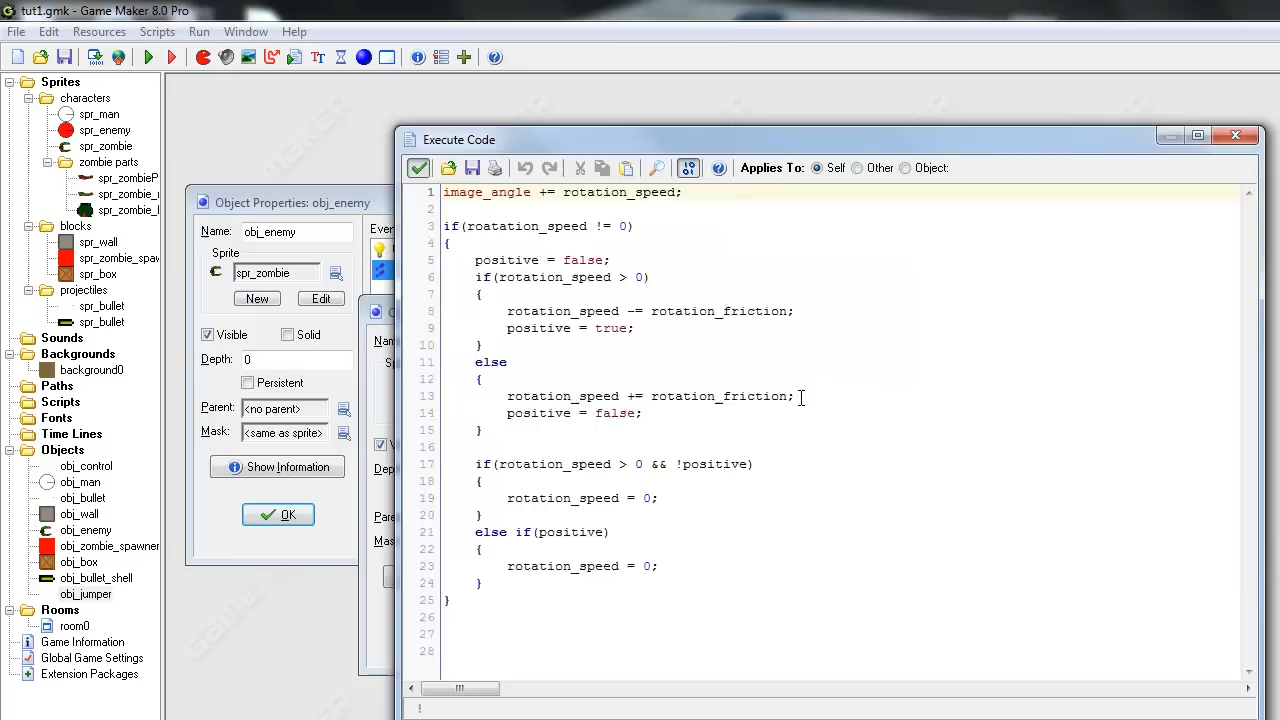 tut1.gmk - Game Maker 8.0 Pro
File Edit Resources Scripts Run Window Help
Sprites
characters
spr_man
spr_enemy
spr_zombie
zombie parts
spr_zombieP
spr_zombie_
spr_zombie_
blocks
spr_wall
spr_zombie_spaw
spr_box
projectiles
spr_bullet
spr_bullet
Sounds
Backgrounds
background0
Paths
Scripts
Fonts
Time Lines
Objects
obj_control
obj_man
obj_bullet
obj_wall
obj_enemy
obj_zombie_spawner
obj_box
obj_bullet_shell
obj_jumper
Rooms
room0
Game Information
Global Game Settings
Extension Packages
Object Properties: obj_enemy
Name: obj_enemy
Even
Sprite
spr_zombie
New Edit
Visible Solid
Depth: 0
Persistent
Parent: <no parent>
Mask: <same as sprite>
Show Information
OK
Execute Code
Applies To: Self Other Object:
1 image_angle += rotation_speed;
2
3 if(roatation_speed != 0)
4 {
5 positive = false;
6 if(rotation_speed > 0)
7 {
8 rotation_speed -= rotation_friction;
9 positive = true;
10 }
11 else
12 {
13 rotation_speed += rotation_friction;
14 positive = false;
15 }
16
17 if(rotation_speed > 0 && !positive)
18 {
19 rotation_speed = 0;
20 }
21 else if(positive)
22 {
23 rotation_speed = 0;
24 }
25 }
26
27
28